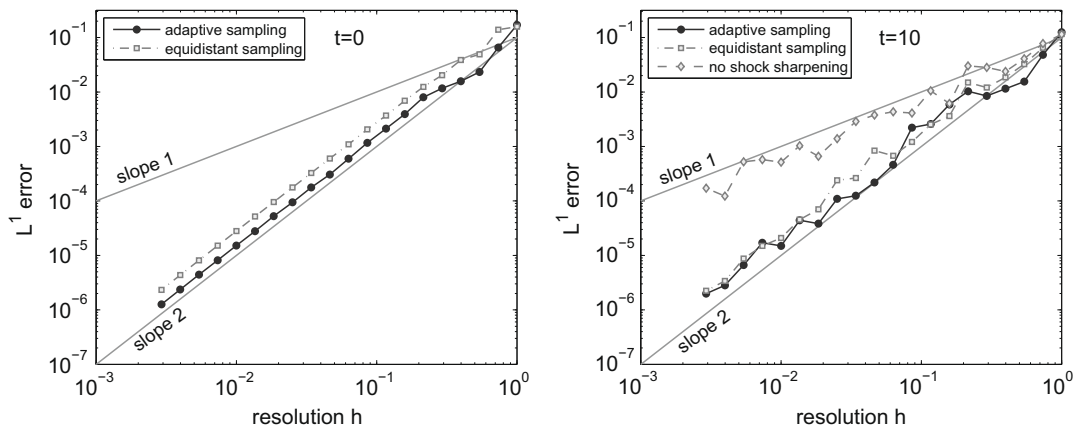 adaptive sampling
equidistant sampling
t=0
10^-1
10^-2
10^-3
10^-4
10^-5
10^-6
10^-7
L^1 error
slope 1
slope 2
10^-3
10^-2
10^-1
10^0
resolution h
adaptive sampling
equidistant sampling
no shock sharpening
t=10
10^-1
10^-2
10^-3
10^-4
10^-5
10^-6
10^-7
L^1 error
slope 1
slope 2
10^-3
10^-2
10^-1
10^0
resolution h